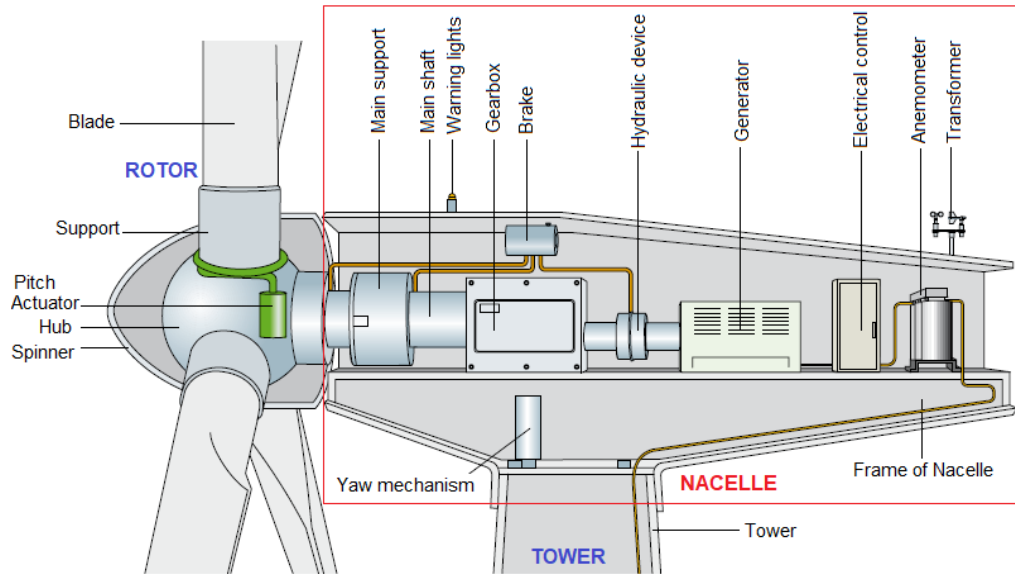 Main support
Main shaft
Warning lights
Gearbox
Brake
Hydraulic device
Generator
Electrical control
Anemometer
Transformer
Blade
ROTOR
Support
Pitch
Actuator
Hub
Spinner
Yaw mechanism
NACELLE
Frame of Nacelle
Tower
TOWER